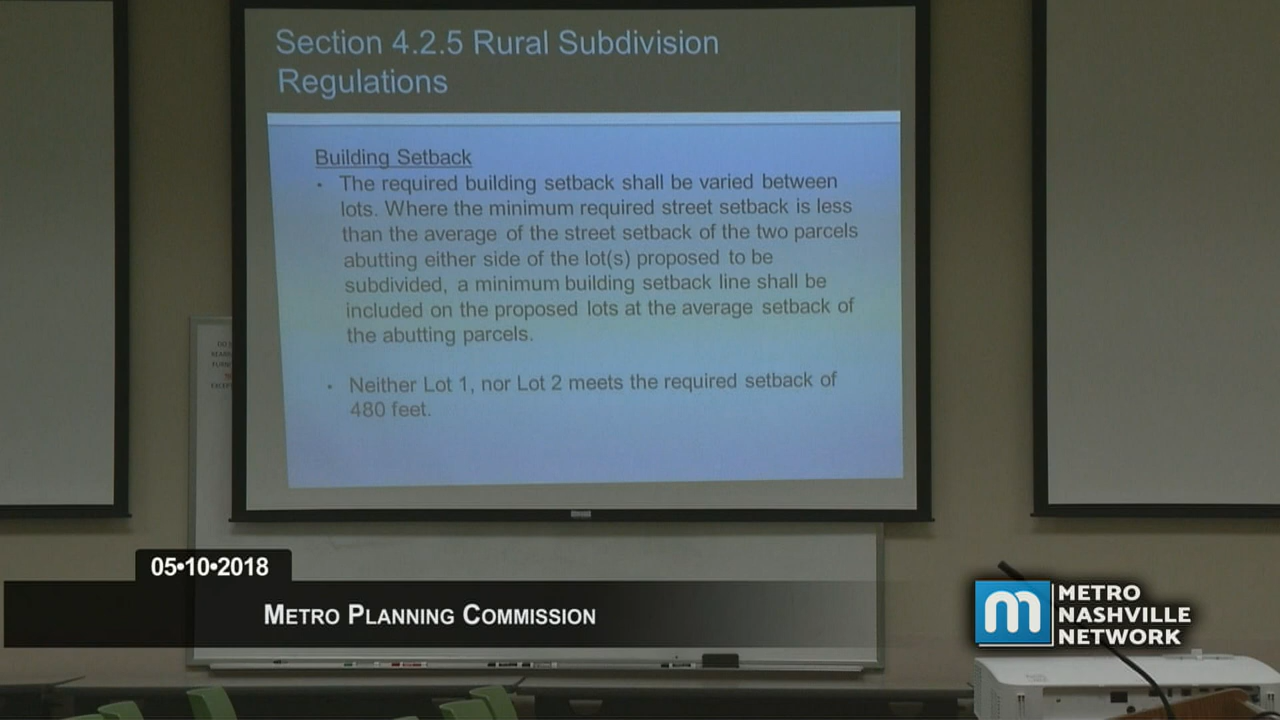 Section 4.2.5 Rural Subdivision
Regulations
Building Setback
• The required building setback shall be varied between
lots. Where the minimum required street setback is less
than the average of the street setback of the two parcels
abutting either side of the lot(s) proposed to be
subdivided, a minimum building setback line shall be
included on the proposed lots at the average setback of
the abutting parcels.
• Neither Lot 1, nor Lot 2 meets the required setback of
480 feet.
05•10•2018
METRO PLANNING COMMISSION
m METRO
NASHVILLE
NETWORK